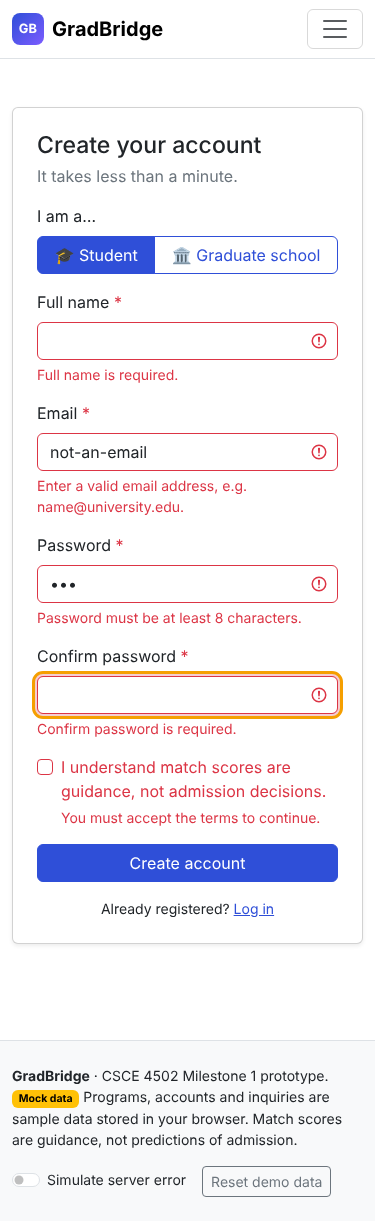 GB GradBridge
Create your account
It takes less than a minute.
I am a...
🎓 Student
🏛️ Graduate school
Full name *
Full name is required.
Email *
not-an-email
Enter a valid email address, e.g.
name@university.edu.
Password *
•••
Password must be at least 8 characters.
Confirm password *
Confirm password is required.
I understand match scores are
guidance, not admission decisions.
You must accept the terms to continue.
Create account
Already registered? Log in
GradBridge · CSCE 4502 Milestone 1 prototype.
Mock data Programs, accounts and inquiries are
sample data stored in your browser. Match scores
are guidance, not predictions of admission.
Simulate server error
Reset demo data